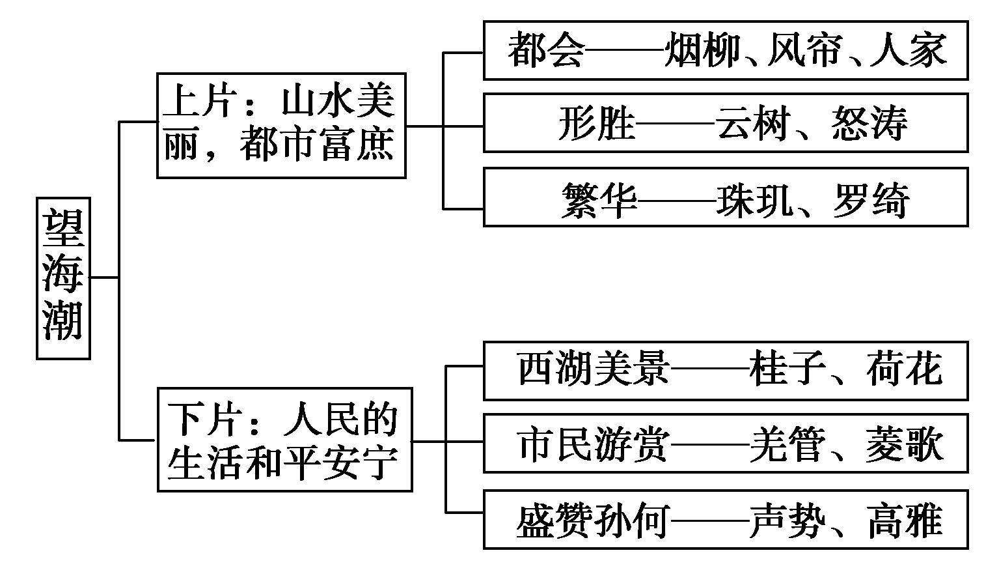 望海潮
上片：山水美
丽，都市富庶
都会——烟柳、风帘、人家
形胜——云树、怒涛
繁华——珠玑、罗绮
下片：人民的
生活和平安宁
西湖美景——桂子、荷花
市民游赏——羌管、菱歌
盛赞孙何——声势、高雅